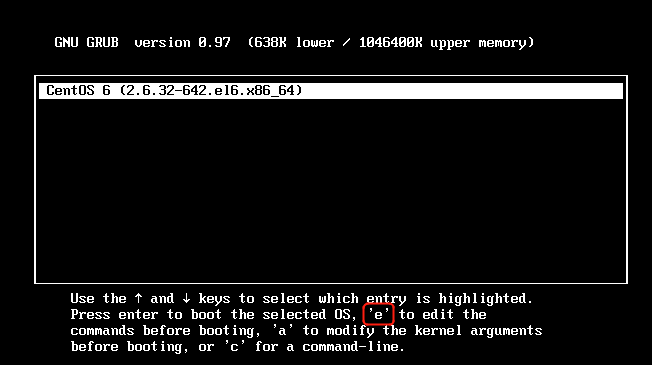 GNU GRUB  version 0.97  (638K lower / 1046400K upper memory)
CentOS 6 (2.6.32-642.el6.x86_64)
Use the ↑ and ↓ keys to select which entry is highlighted.
Press enter to boot the selected OS, 'e' to edit the
commands before booting, 'a' to modify the kernel arguments
before booting, or 'c' for a command-line.